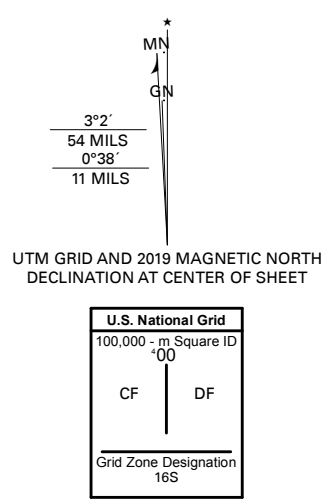 ★
MN
GN
3°2´
54 MILS
0°38´
11 MILS
UTM GRID AND 2019 MAGNETIC NORTH
DECLINATION AT CENTER OF SHEET
U.S. National Grid
100,000 - m Square ID
⁴00
CF DF
Grid Zone Designation
16S